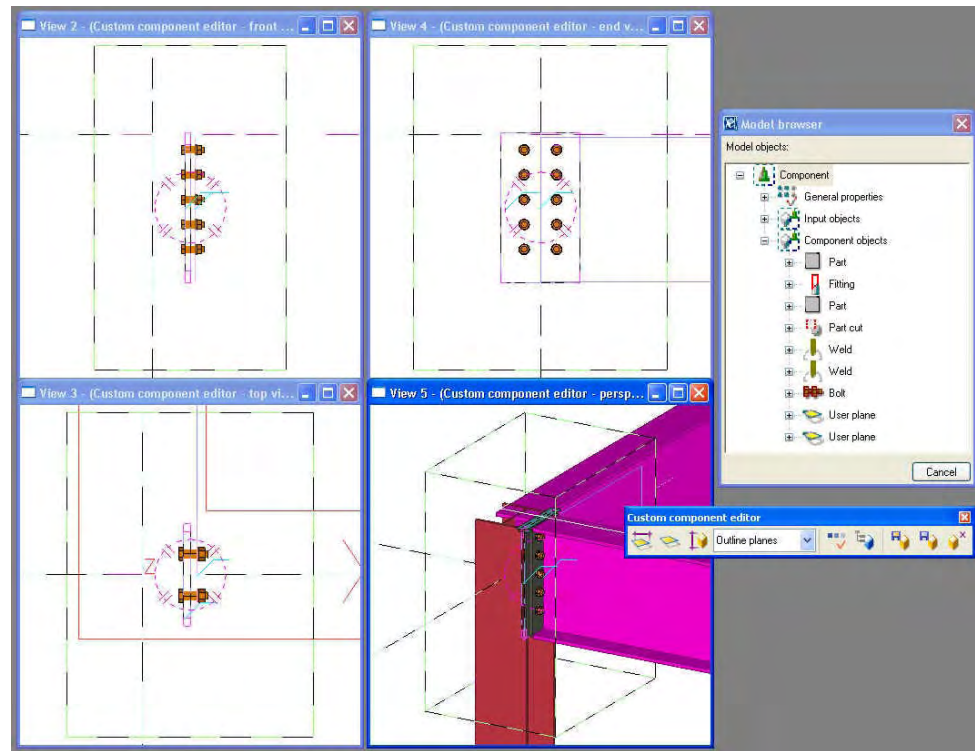 View 2 - (Custom component editor - front ...
View 4 - (Custom component editor - end v...
Model browser
Model objects:
Component
General properties
Input objects
Component objects
Part
Fitting
Part
Part cut
Weld
Weld
Bolt
User plane
User plane
Cancel
View 3 - (Custom component editor - top vi...
View 5 - (Custom component editor - persp...
Custom component editor
Outline planes
Z